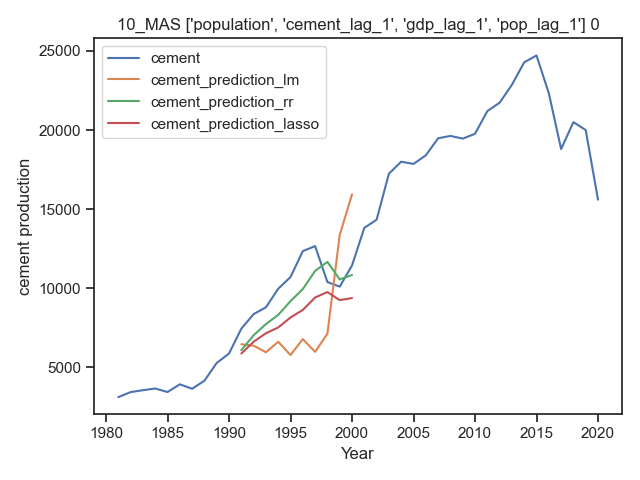 10_MAS ['population', 'cement_lag_1', 'gdp_lag_1', 'pop_lag_1'] 0
cement
cement_prediction_lm
cement_prediction_rr
cement_prediction_lasso
25000
20000
15000
10000
5000
cement production
1980 1985 1990 1995 2000 2005 2010 2015 2020
Year